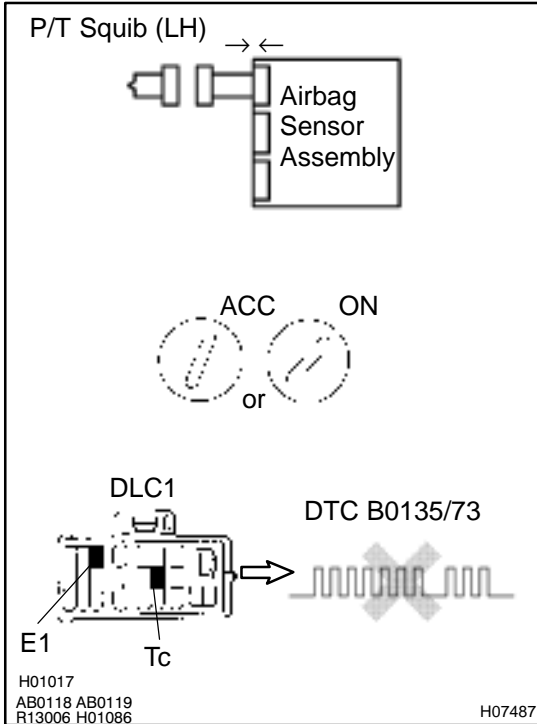 P/T Squib (LH)
Airbag
Sensor
Assembly
ACC
ON
or
DLC1
DTC B0135/73
E1
Tc
H01017
AB0118 AB0119
R13006 H01086
H07487